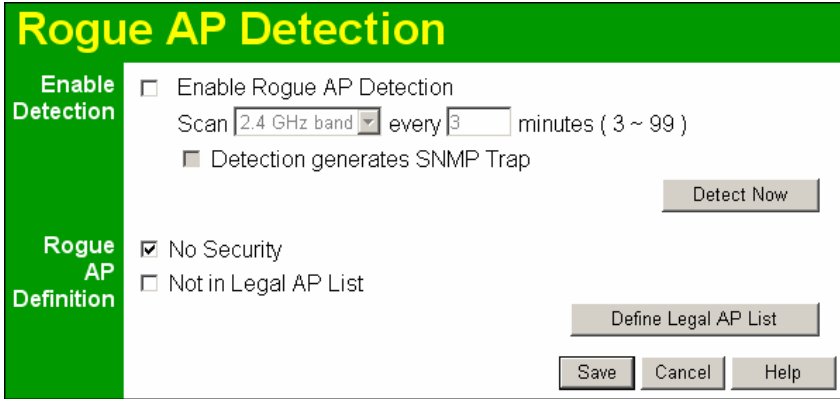 Rogue AP Detection
Enable
Detection
Enable Rogue AP Detection
Scan 2.4 GHz band every 3 minutes ( 3 ~ 99 )
Detection generates SNMP Trap
Detect Now
Rogue
AP
Definition
No Security
Not in Legal AP List
Define Legal AP List
Save Cancel Help